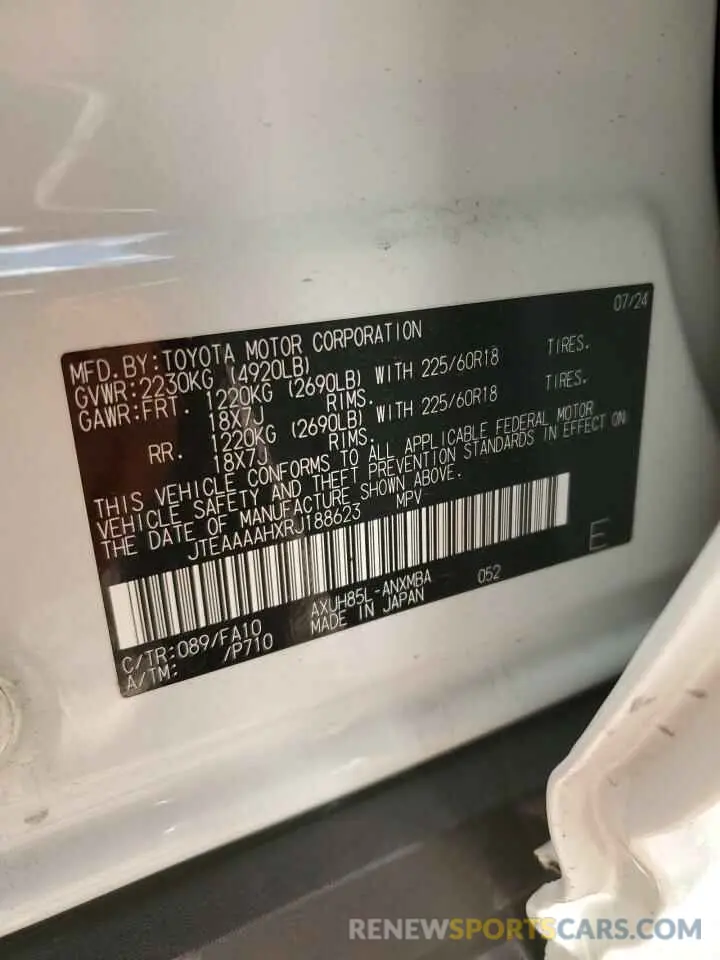 07/24
MFD.BY:TOYOTA MOTOR CORPORATION
GVWR:2230KG (4920LB)
GAWR:FRT. 1220KG (2690LB) WITH 225/60R18 TIRES.
18X7J RIMS.
RR. 1220KG (2690LB) WITH 225/60R18 TIRES.
18X7J RIMS.
THIS VEHICLE CONFORMS TO ALL APPLICABLE FEDERAL MOTOR
VEHICLE SAFETY AND THEFT PREVENTION STANDARDS IN EFFECT ON
THE DATE OF MANUFACTURE SHOWN ABOVE.
JTEAAAAHXRJ188623 MPV
E
C/TR:089/FA10 AXUH85L-ANXMBA 052
A/TM: /P710 MADE IN JAPAN
RENEWSPORTSCARS.COM